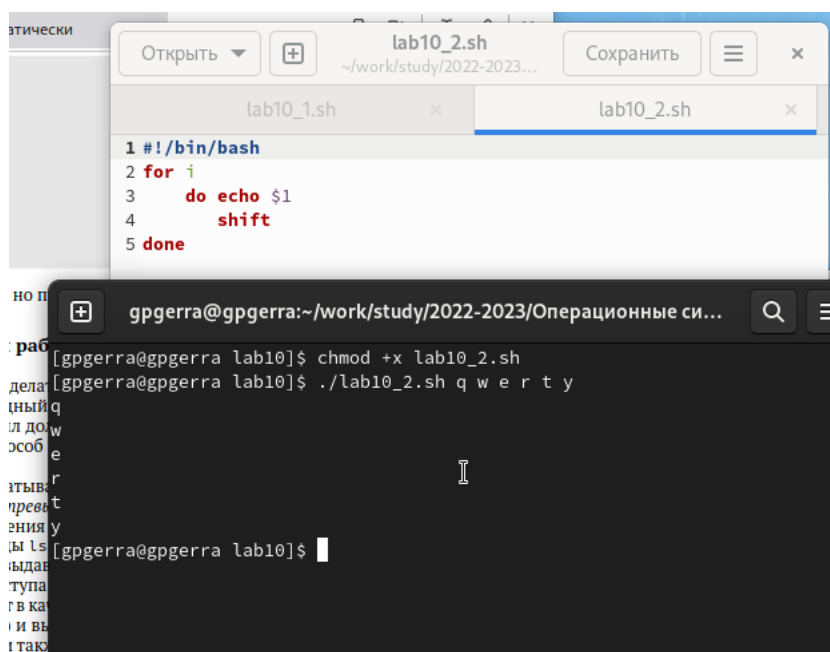 Открыть
lab10_2.sh
~/work/study/2022-2023...
Сохранить
lab10_1.sh
lab10_2.sh
1 #!/bin/bash
2 for i
3     do echo $1
4        shift
5 done
но
gpgerra@gpgerra:~/work/study/2022-2023/Операционные си...
[gpgerra@gpgerra lab10]$ chmod +x lab10_2.sh
[gpgerra@gpgerra lab10]$ ./lab10_2.sh q w e r t y
q
w
e
r
t
y
[gpgerra@gpgerra lab10]$